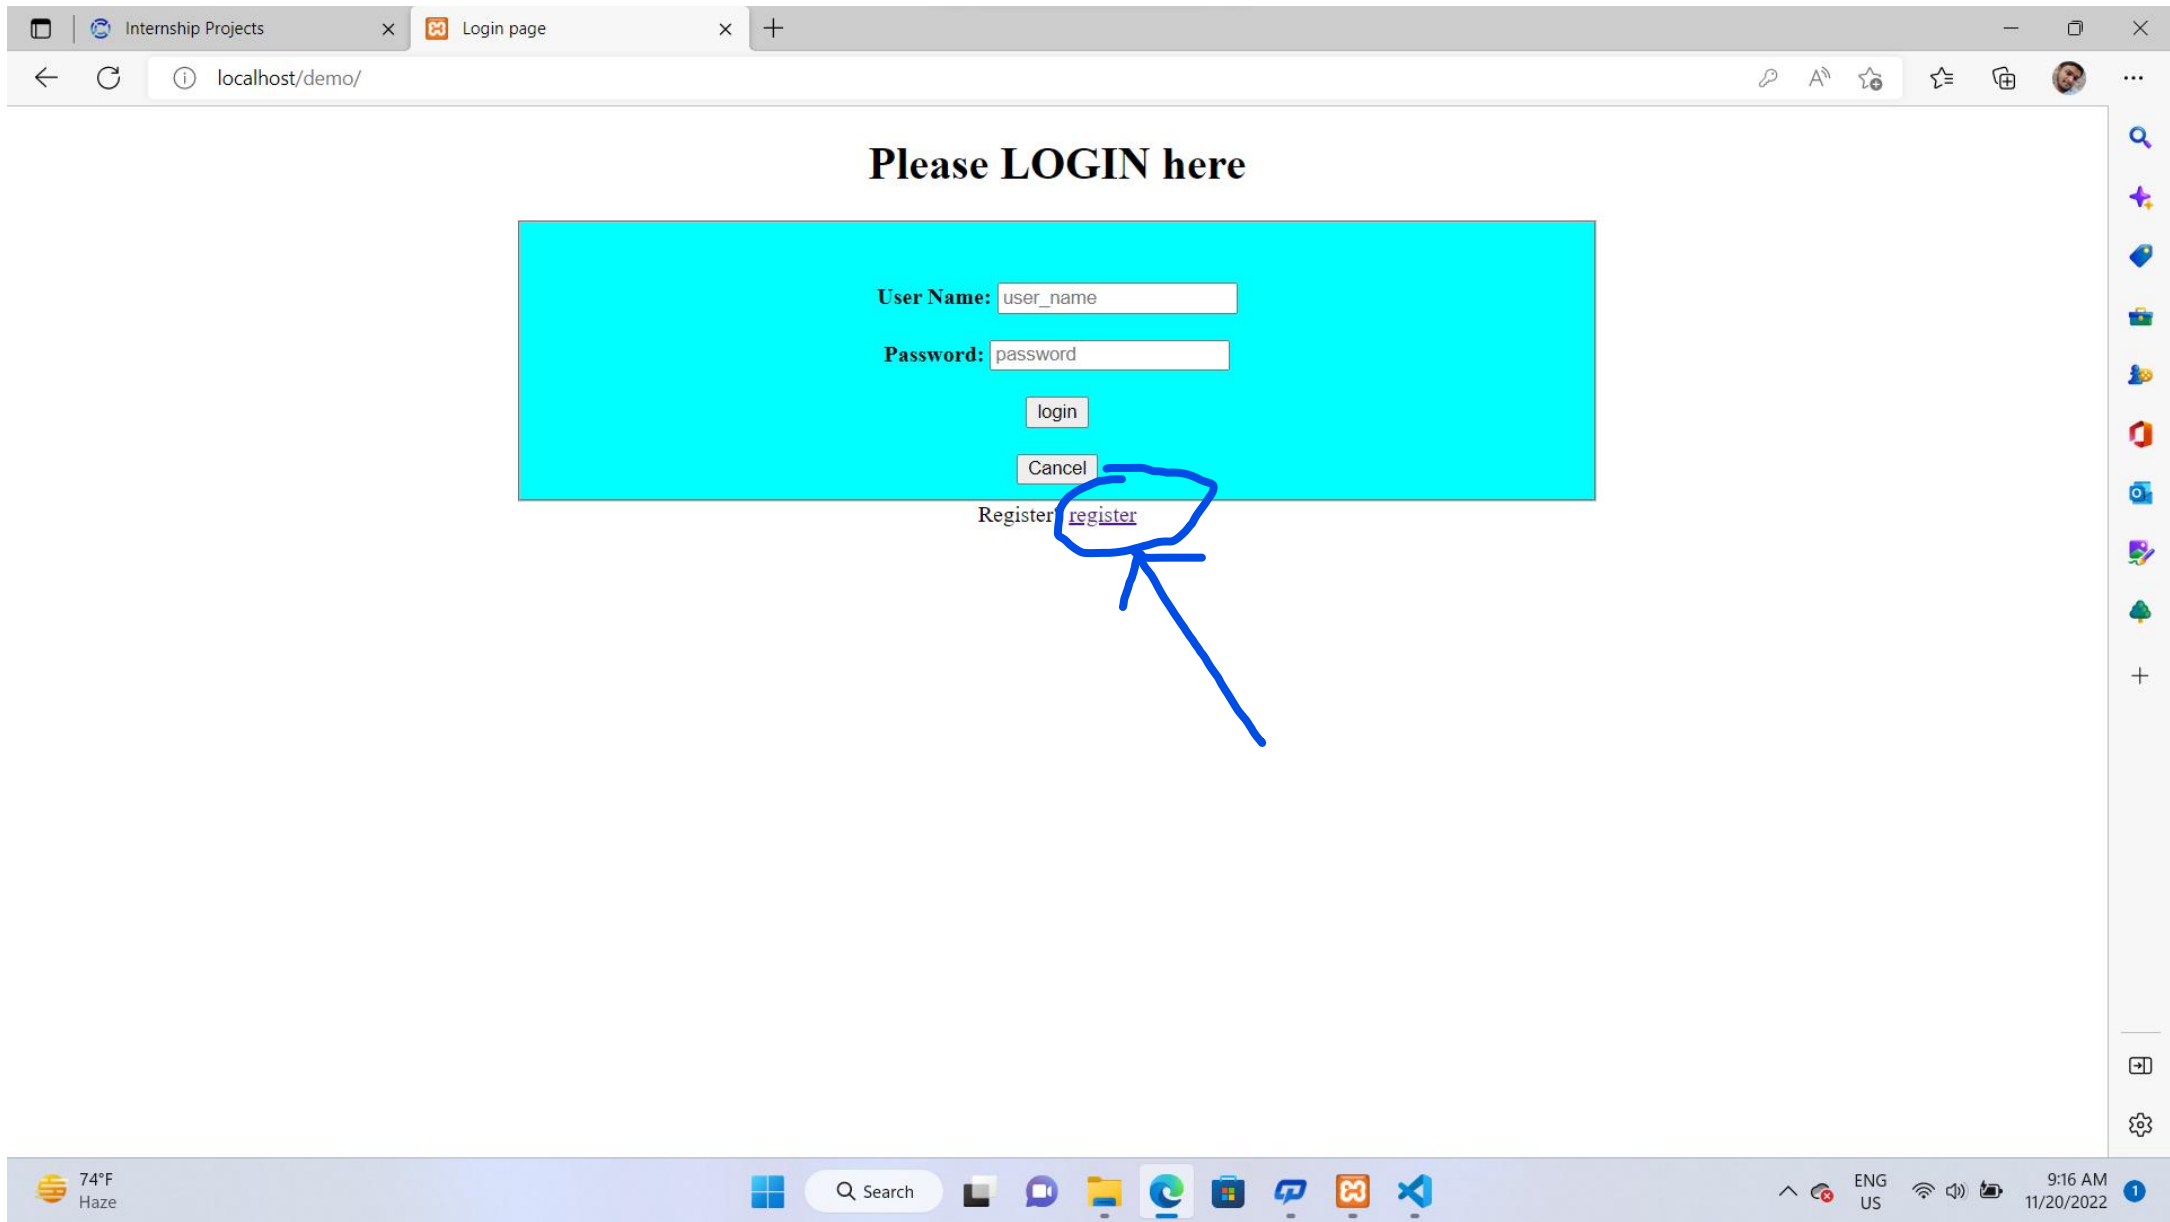 Internship Projects
Login page
localhost/demo/
Please LOGIN here
User Name: user_name
Password: password
login
Cancel
Register register
74°F
Haze
Search
ENG
US
9:16 AM
11/20/2022
1